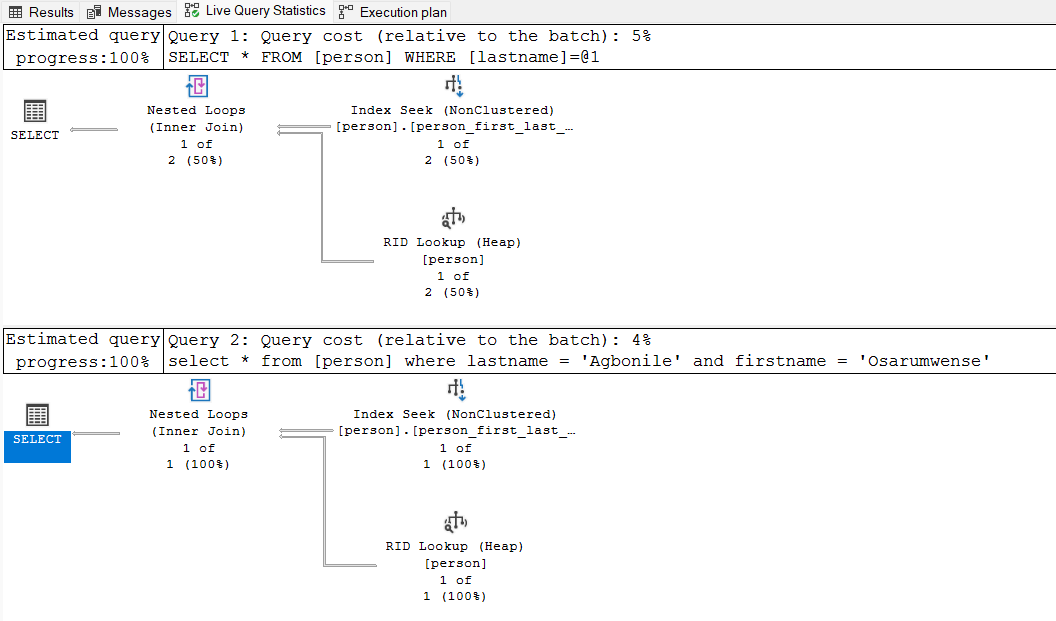 Results Messages Live Query Statistics Execution plan
Estimated query progress:100%
Query 1: Query cost (relative to the batch): 5%
SELECT * FROM [person] WHERE [lastname]=@1
SELECT
Nested Loops
(Inner Join)
1 of
2 (50%)
Index Seek (NonClustered)
[person].[person_first_last_…
1 of
2 (50%)
RID Lookup (Heap)
[person]
1 of
2 (50%)
Estimated query progress:100%
Query 2: Query cost (relative to the batch): 4%
select * from [person] where lastname = 'Agbonile' and firstname = 'Osarumwense'
SELECT
Nested Loops
(Inner Join)
1 of
1 (100%)
Index Seek (NonClustered)
[person].[person_first_last_…
1 of
1 (100%)
RID Lookup (Heap)
[person]
1 of
1 (100%)